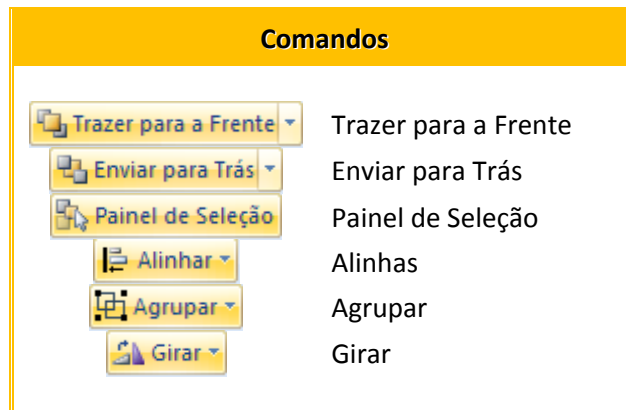 Comandos
Trazer para a Frente Trazer para a Frente
Enviar para Trás Enviar para Trás
Painel de Seleção Painel de Seleção
Alinhar Alinhas
Agrupar Agrupar
Girar Girar